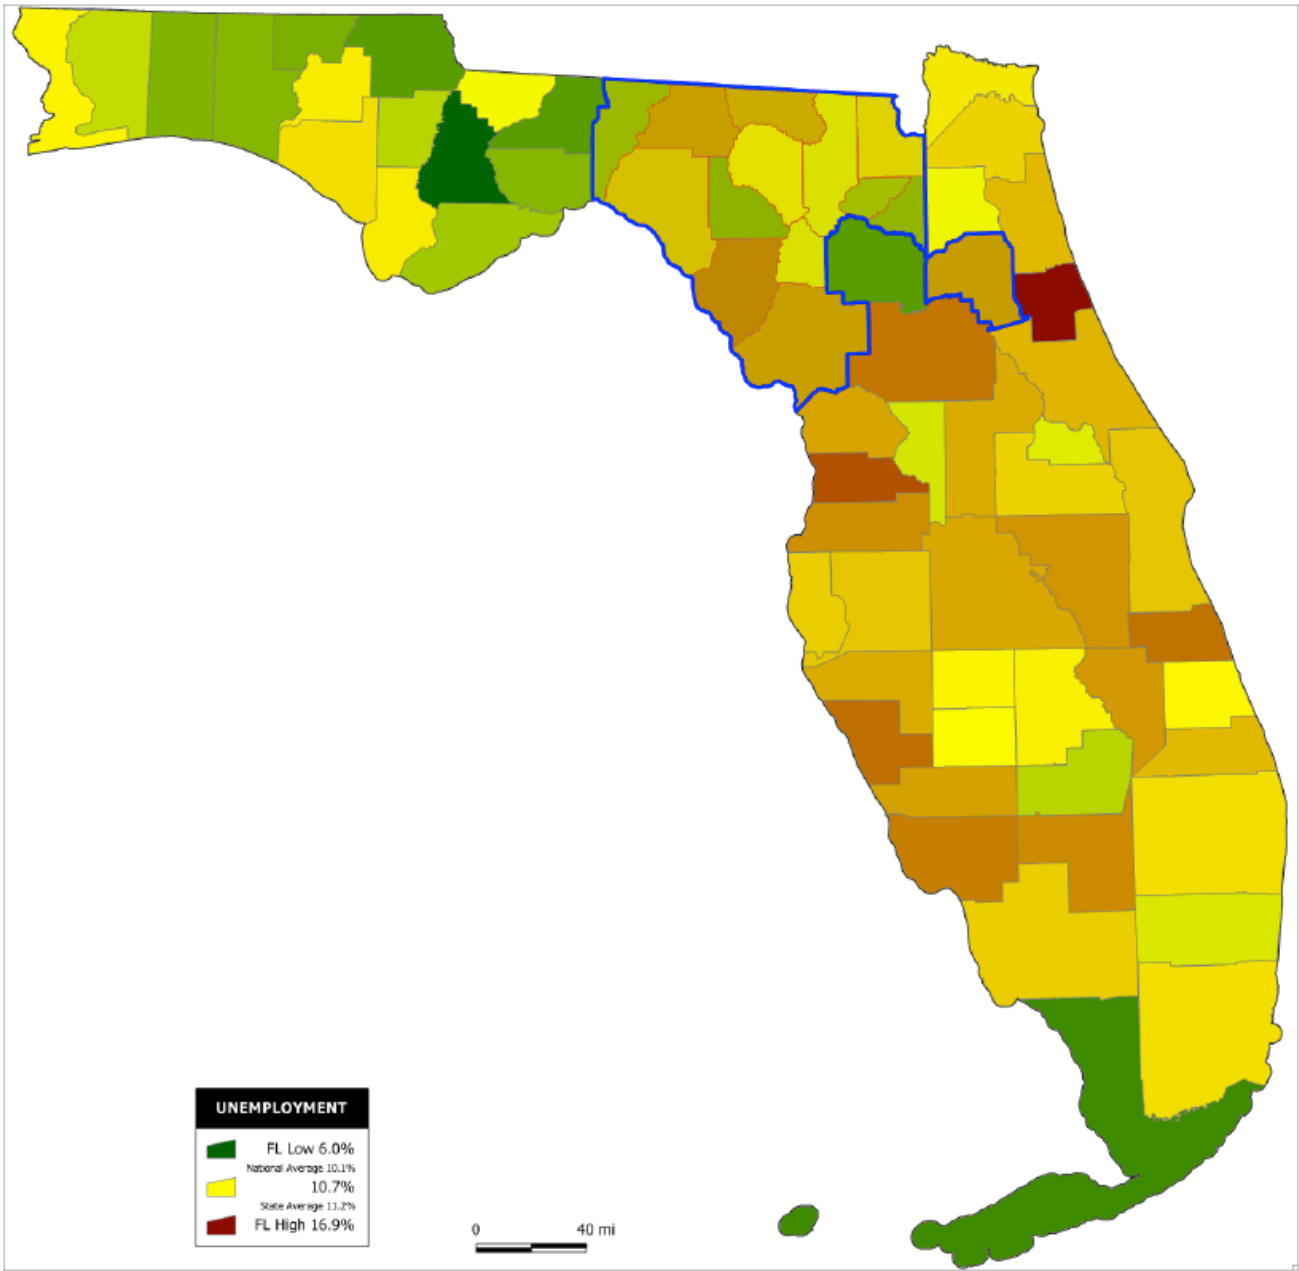 UNEMPLOYMENT
FL Low 6.0%
National Average 10.1%
10.7%
State Average 11.2%
FL High 16.9%
0 40 mi